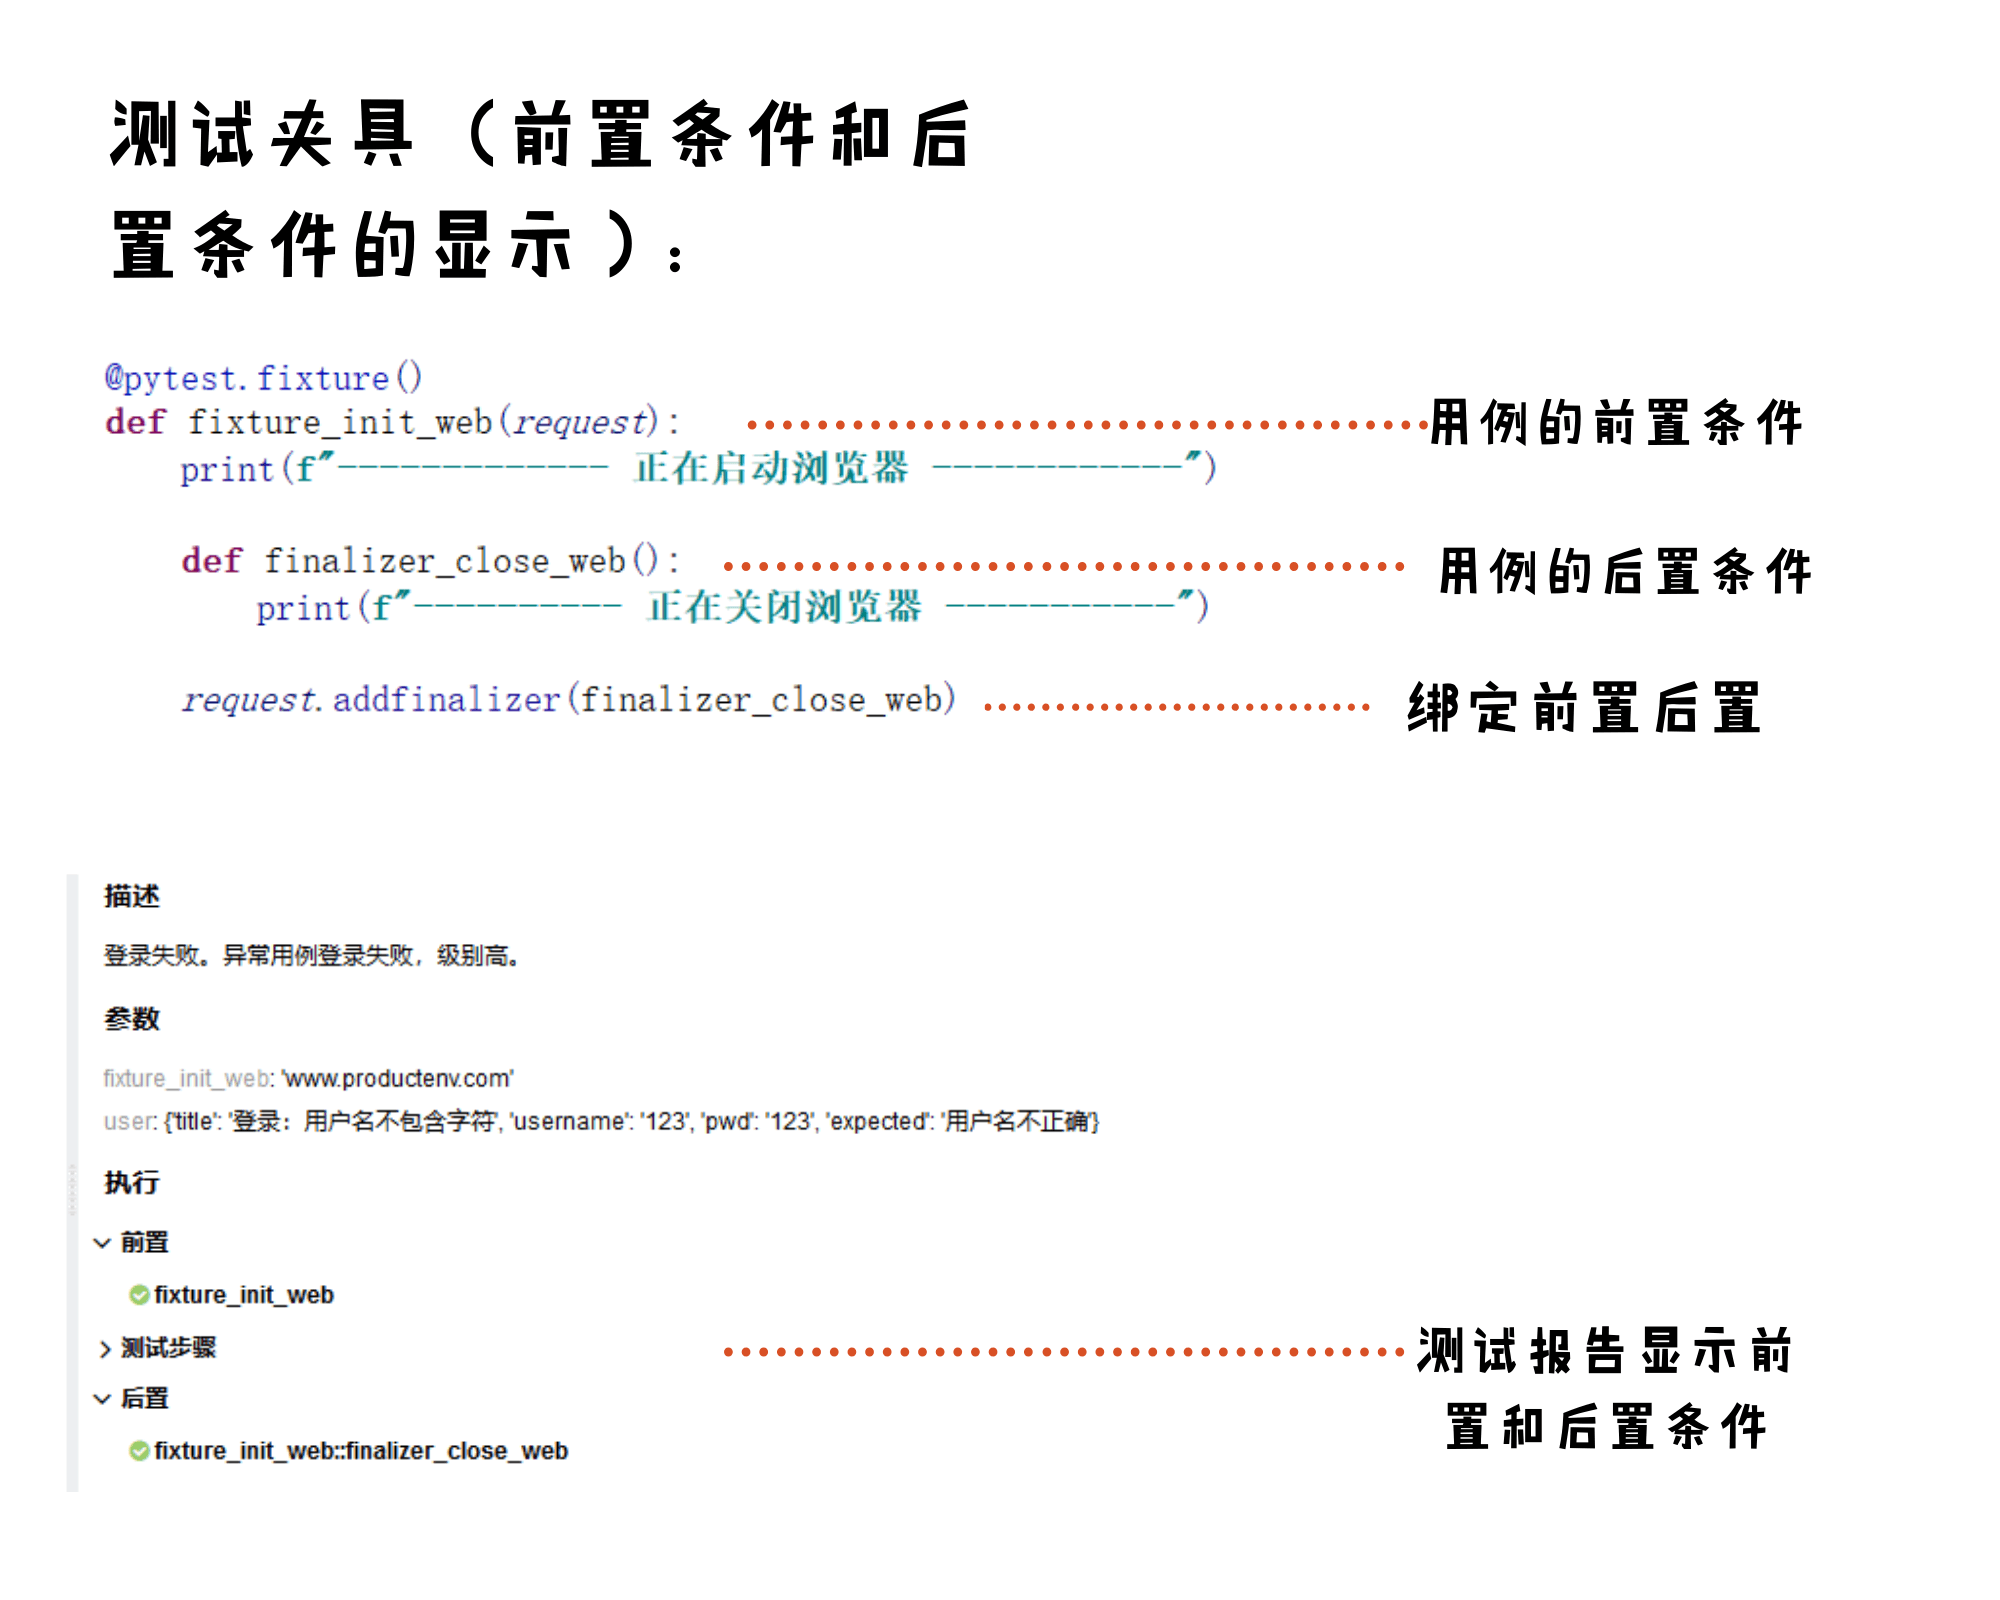 测试夹具（前置条件和后
置条件的显示）：
@pytest.fixture()
def fixture_init_web(request):
用例的前置条件
print(f"------------- 正在启动浏览器 ------------")
def finalizer_close_web():
用例的后置条件
print(f"---------- 正在关闭浏览器 -----------")
request.addfinalizer(finalizer_close_web)
绑定前置后置
描述
登录失败。异常用例登录失败，级别高。
参数
fixture_init_web: 'www.productenv.com'
user: {'title': '登录：用户名不包含字符', 'username': '123', 'pwd': '123', 'expected': '用户名不正确'}
执行
前置
fixture_init_web
测试步骤
后置
fixture_init_web::finalizer_close_web
测试报告显示前
置和后置条件